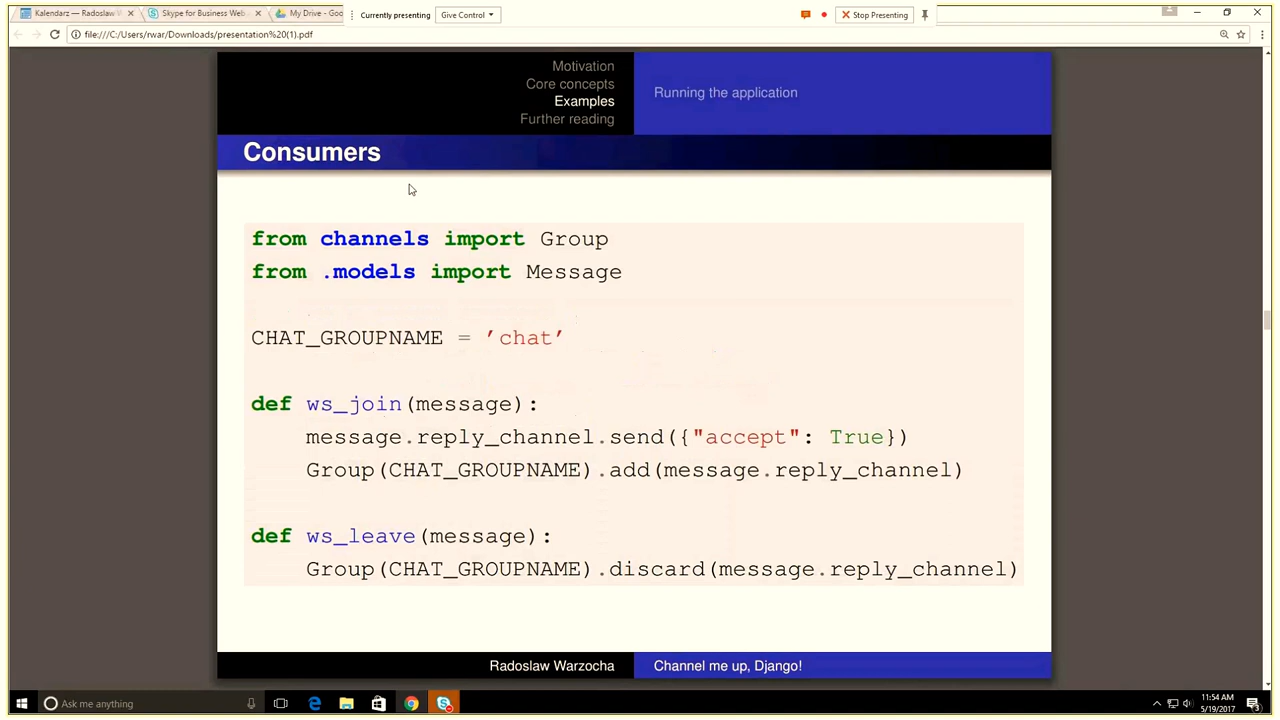 Kalendarz — Radoslaw W
Skype for Business Web
My Drive - Goo
Currently presenting
Give Control
Stop Presenting
file:///C:/Users/rwar/Downloads/presentation%20(1).pdf
Motivation
Core concepts
Examples
Further reading
Running the application
Consumers
from channels import Group
from .models import Message
CHAT_GROUPNAME = 'chat'
def ws_join(message):
message.reply_channel.send({"accept": True})
Group(CHAT_GROUPNAME).add(message.reply_channel)
def ws_leave(message):
Group(CHAT_GROUPNAME).discard(message.reply_channel)
Radoslaw Warzocha
Channel me up, Django!
Ask me anything
11:54 AM
5/19/2017
3